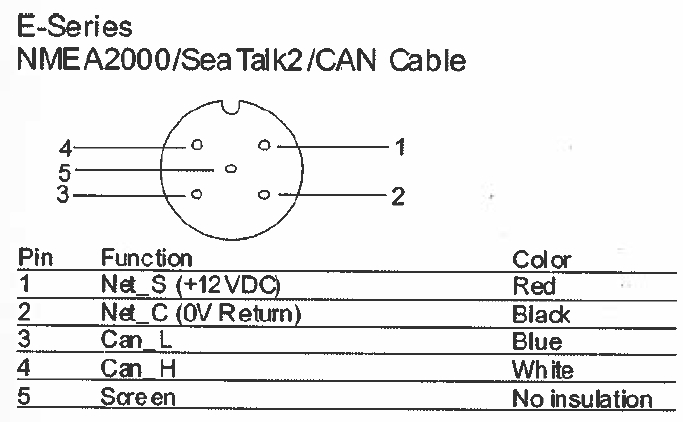 E-Series
NMEA2000/SeaTalk2/CAN Cable
4 1
5
3 2
Pin Function Color
1 Net_S (+12VDC) Red
2 Net_C (0V Return) Black
3 Can_L Blue
4 Can_H White
5 Screen No insulation